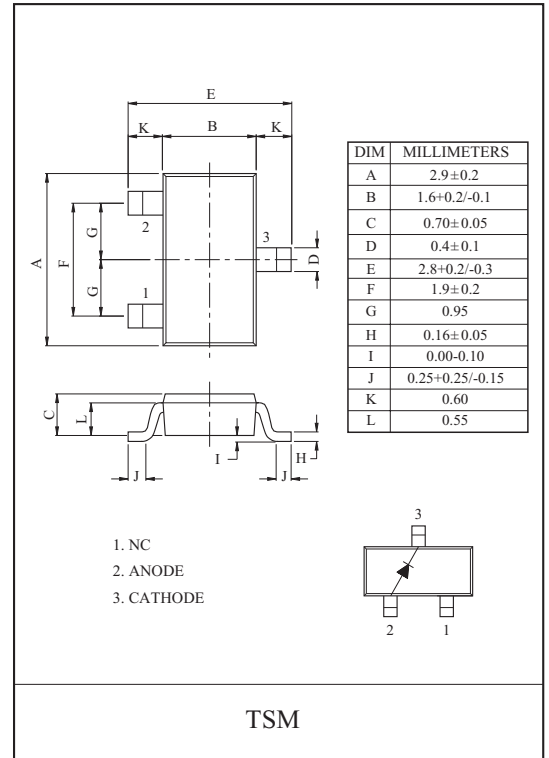 E
K B K
A
F
G
G
2
1
3
D
DIM MILLIMETERS
A 2.9±0.2
B 1.6+0.2/-0.1
C 0.70±0.05
D 0.4±0.1
E 2.8+0.2/-0.3
F 1.9±0.2
G 0.95
H 0.16±0.05
I 0.00-0.10
J 0.25+0.25/-0.15
K 0.60
L 0.55
C
L
J
I
H
J
1. NC
2. ANODE
3. CATHODE
3
2 1
TSM